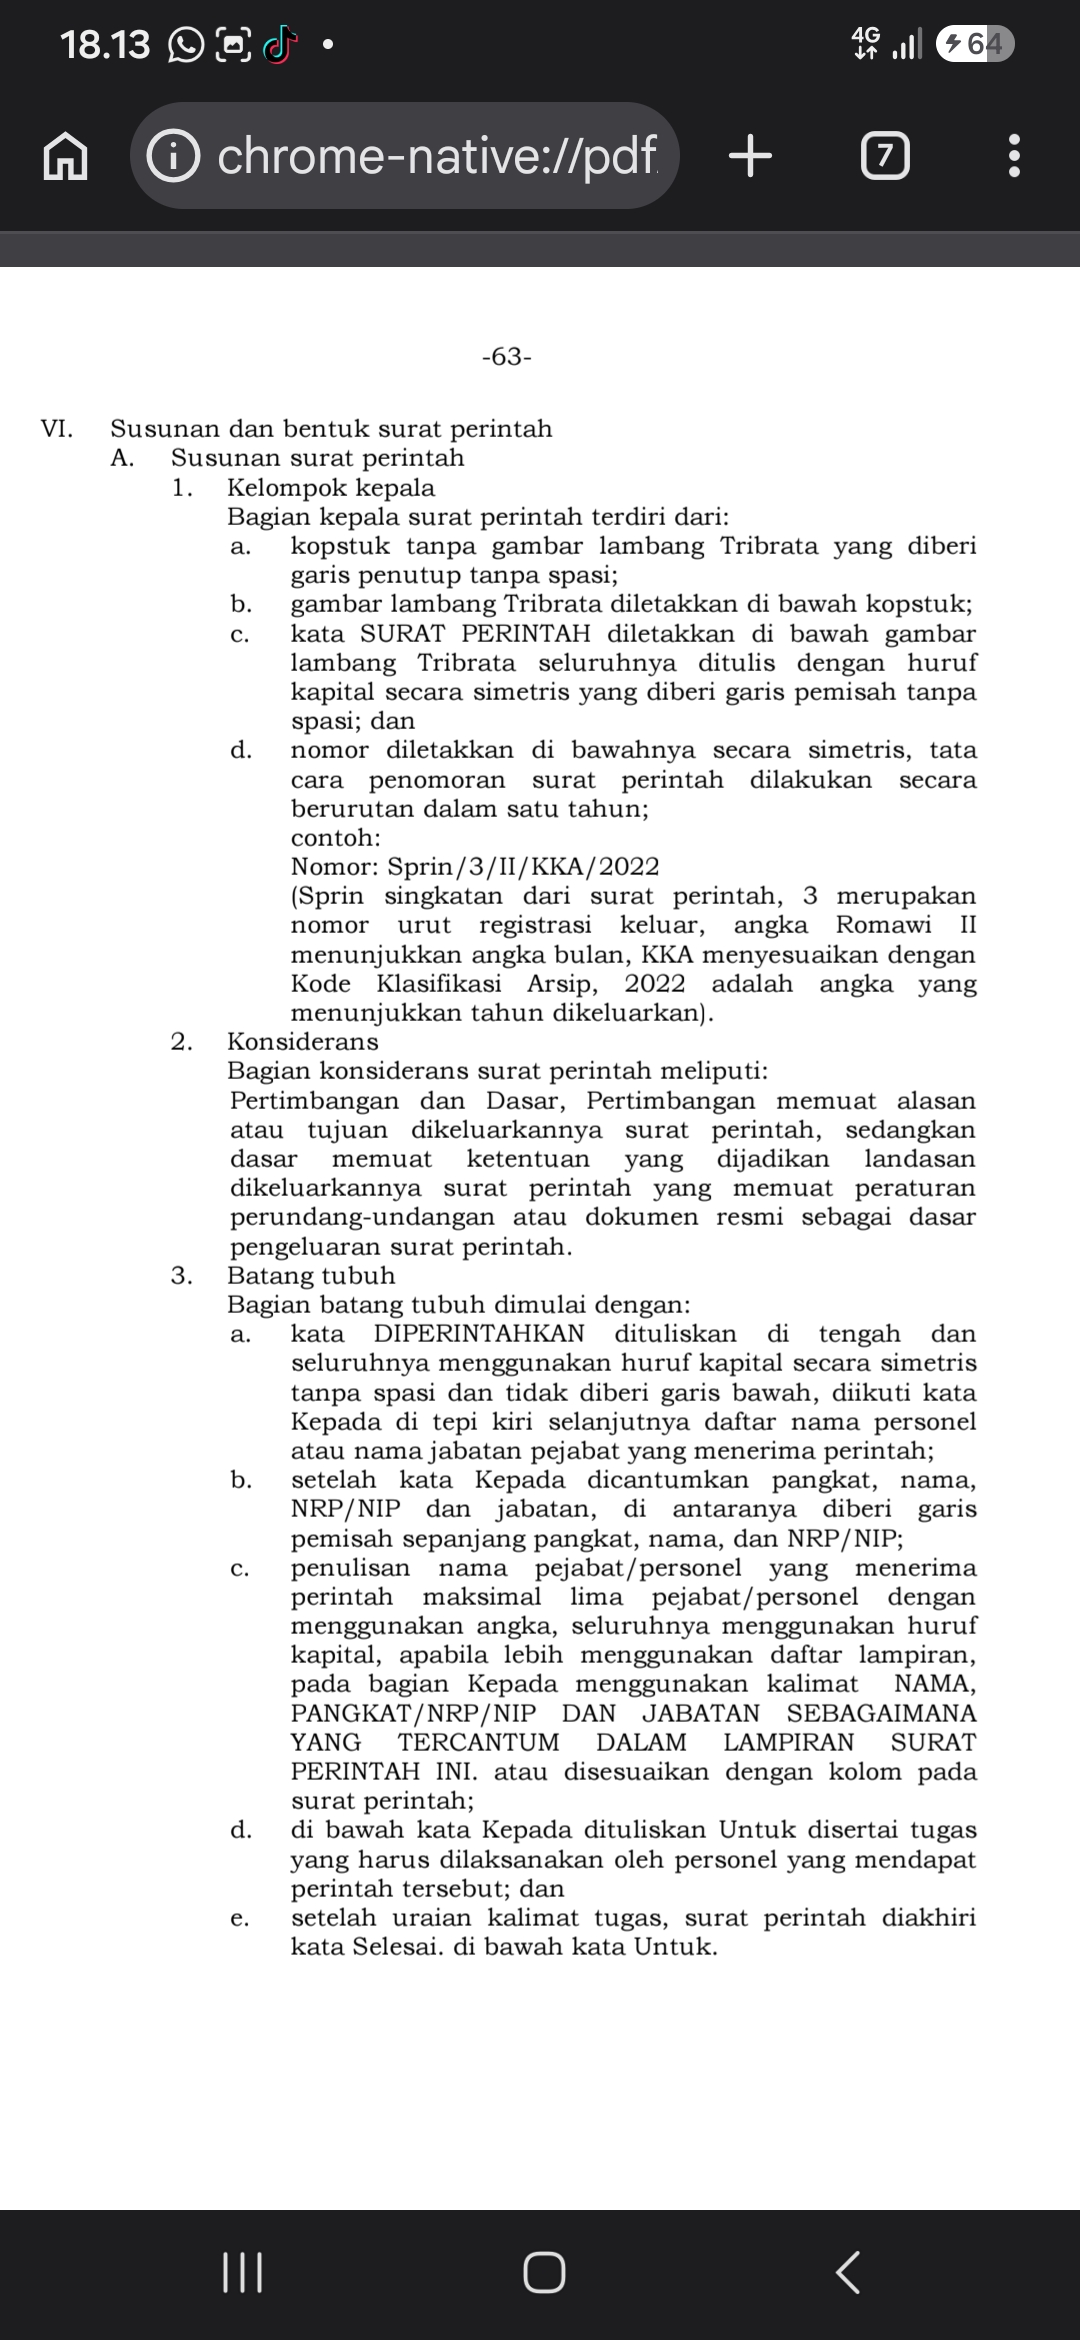 18.13
4G
64
chrome-native://pdf
7
-63-
VI. Susunan dan bentuk surat perintah
A. Susunan surat perintah
1. Kelompok kepala
Bagian kepala surat perintah terdiri dari:
a. kopstuk tanpa gambar lambang Tribrata yang diberi
garis penutup tanpa spasi;
b. gambar lambang Tribrata diletakkan di bawah kopstuk;
c. kata SURAT PERINTAH diletakkan di bawah gambar
lambang Tribrata seluruhnya ditulis dengan huruf
kapital secara simetris yang diberi garis pemisah tanpa
spasi; dan
d. nomor diletakkan di bawahnya secara simetris, tata
cara penomoran surat perintah dilakukan secara
berurutan dalam satu tahun;
contoh:
Nomor: Sprin/3/II/KKA/2022
(Sprin singkatan dari surat perintah, 3 merupakan
nomor urut registrasi keluar, angka Romawi II
menunjukkan angka bulan, KKA menyesuaikan dengan
Kode Klasifikasi Arsip, 2022 adalah angka yang
menunjukkan tahun dikeluarkan).
2. Konsiderans
Bagian konsiderans surat perintah meliputi:
Pertimbangan dan Dasar, Pertimbangan memuat alasan
atau tujuan dikeluarkannya surat perintah, sedangkan
dasar memuat ketentuan yang dijadikan landasan
dikeluarkannya surat perintah yang memuat peraturan
perundang-undangan atau dokumen resmi sebagai dasar
pengeluaran surat perintah.
3. Batang tubuh
Bagian batang tubuh dimulai dengan:
a. kata DIPERINTAHKAN dituliskan di tengah dan
seluruhnya menggunakan huruf kapital secara simetris
tanpa spasi dan tidak diberi garis bawah, diikuti kata
Kepada di tepi kiri selanjutnya daftar nama personel
atau nama jabatan pejabat yang menerima perintah;
b. setelah kata Kepada dicantumkan pangkat, nama,
NRP/NIP dan jabatan, di antaranya diberi garis
pemisah sepanjang pangkat, nama, dan NRP/NIP;
c. penulisan nama pejabat/personel yang menerima
perintah maksimal lima pejabat/personel dengan
menggunakan angka, seluruhnya menggunakan huruf
kapital, apabila lebih menggunakan daftar lampiran,
pada bagian Kepada menggunakan kalimat NAMA,
PANGKAT/NRP/NIP DAN JABATAN SEBAGAIMANA
YANG TERCANTUM DALAM LAMPIRAN SURAT
PERINTAH INI. atau disesuaikan dengan kolom pada
surat perintah;
d. di bawah kata Kepada dituliskan Untuk disertai tugas
yang harus dilaksanakan oleh personel yang mendapat
perintah tersebut; dan
e. setelah uraian kalimat tugas, surat perintah diakhiri
kata Selesai. di bawah kata Untuk.